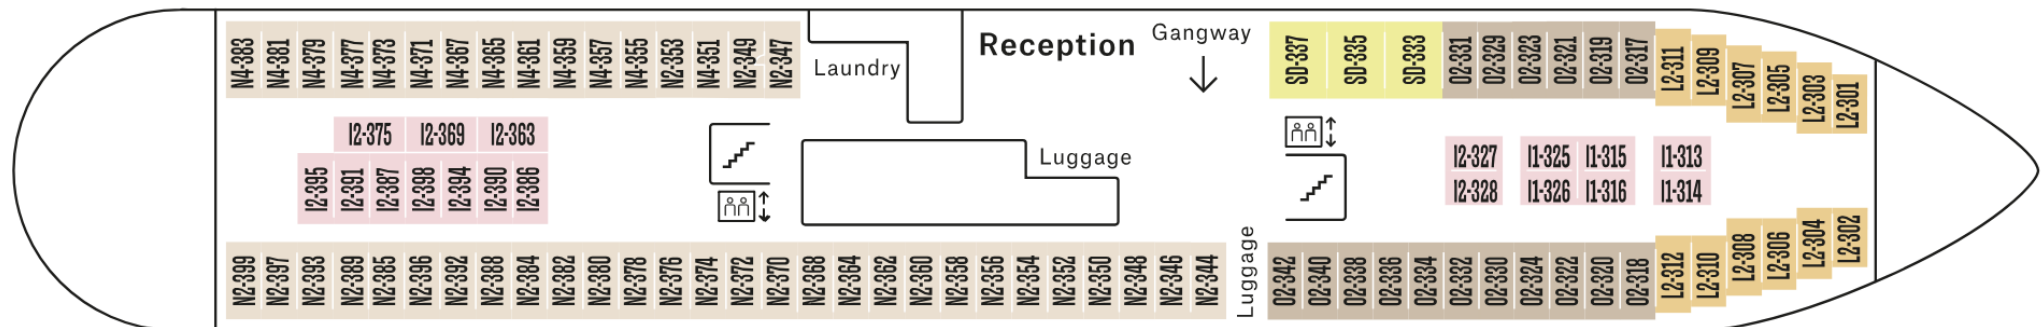 N4-383 N4-381 N4-379 N4-377 N4-373 N4-371 N4-367 N4-365 N4-361 N4-359 N4-357 N4-355 N2-353 N4-351 N2-349 N2-347
Laundry
Reception
Gangway
SD-337 SD-335 SD-333 O2-331 O2-329 O2-323 O2-321 O2-319 O2-317 L2-311 L2-309 L2-307 L2-305 L2-303 L2-301
I2-375 I2-369 I2-363
I2-395 I2-391 I2-387 I2-398 I2-394 I2-390 I2-386
Luggage
I2-327 I1-325 I1-315 I1-313
I2-328 I1-326 I1-316 I1-314
N2-399 N2-397 N2-393 N2-389 N2-385 N2-396 N2-392 N2-388 N2-384 N2-382 N2-380 N2-378 N2-376 N2-374 N2-372 N2-370 N2-368 N2-364 N2-362 N2-360 N2-358 N2-356 N2-354 N2-352 N2-350 N2-348 N2-346 N2-344
Luggage
O2-342 O2-340 O2-338 O2-336 O2-334 O2-332 O2-330 O2-324 O2-322 O2-320 O2-318 L2-312 L2-310 L2-308 L2-306 L2-304 L2-302